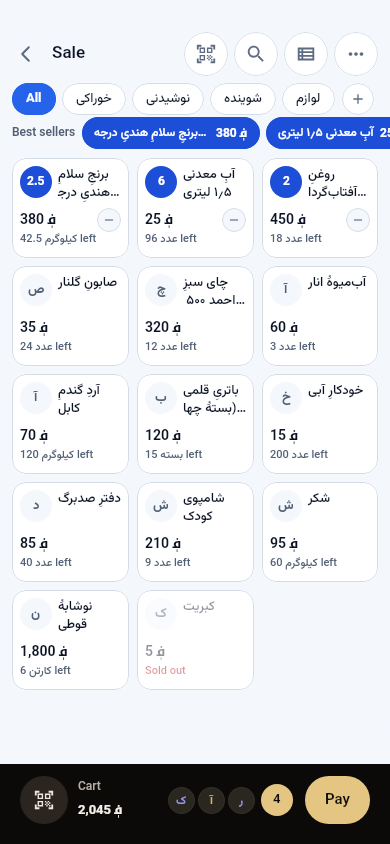 Sale
All
خوراکی
نوشیدنی
شوینده
لوازم
Best sellers
برنج سلام هندیِ درجه...
380 ؋
آب معدنی ۱٫۵ لیتری
25
2.5
برنج سلام
هندیِ درج...
380 ؋
42.5 کیلوگرم left
6
آب معدنی
۱٫۵ لیتری
25 ؋
96 عدد left
2
روغنِ
آفتاب‌گردا...
450 ؋
18 عدد left
ص
صابونِ گلنار
35 ؋
24 عدد left
چ
چای سبزِ
احمد ۵۰۰...
320 ؋
12 عدد left
آ
آب‌میوهٔ انار
60 ؋
3 عدد left
آ
آردِ گندمِ
کابل
70 ؋
120 کیلوگرم left
ب
باتریِ قلمی
(بستهٔ چها...
120 ؋
15 بسته left
خ
خودکارِ آبی
15 ؋
200 عدد left
د
دفترِ صدبرگ
85 ؋
40 عدد left
ش
شامپوی
کودک
210 ؋
9 عدد left
ش
شکر
95 ؋
60 کیلوگرم left
ن
نوشابهٔ
قوطی
1,800 ؋
6 کارتن left
ک
کبریت
5 ؋
Sold out
Cart
2,045 ؋
ک
آ
ر
4
Pay